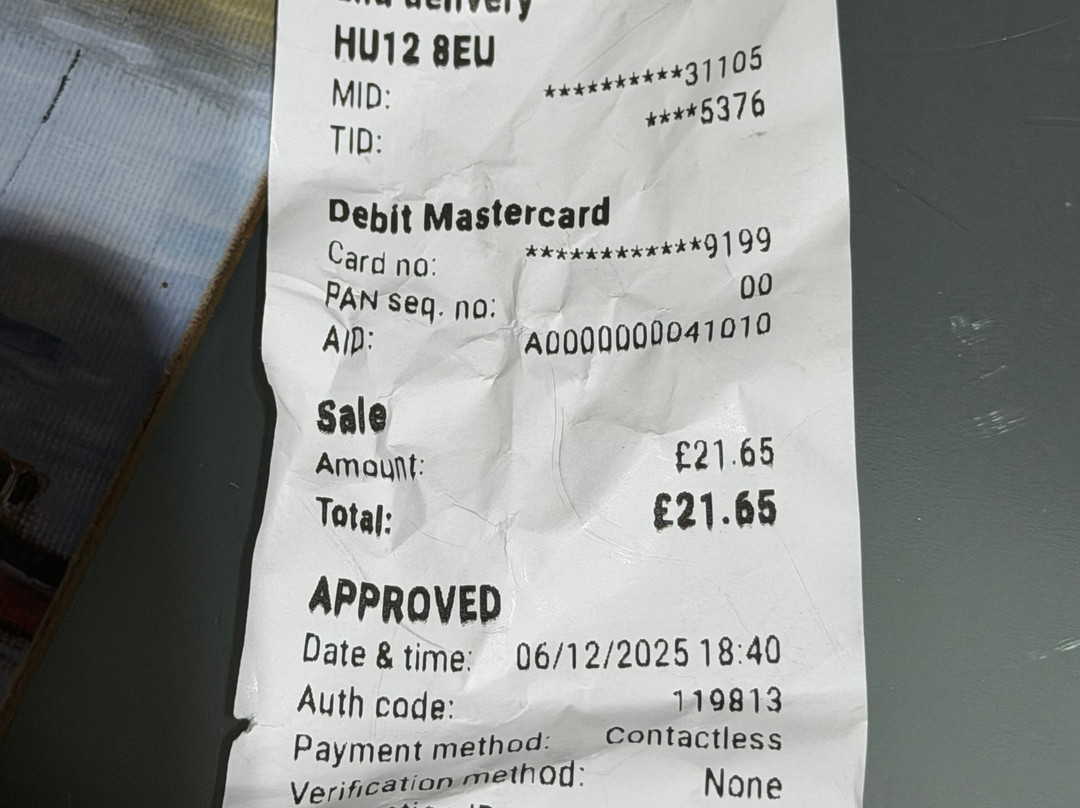 delivery
HU12 8EU
MID: **********31105
TID: ****5376
Debit Mastercard
Card no: ************9199
PAN seq. no: 00
AID: A0000000041010
Sale
Amount: £21.65
Total: £21.65
APPROVED
Date & time: 06/12/2025 18:40
Auth code: 119813
Payment method: Contactless
Verification method: None